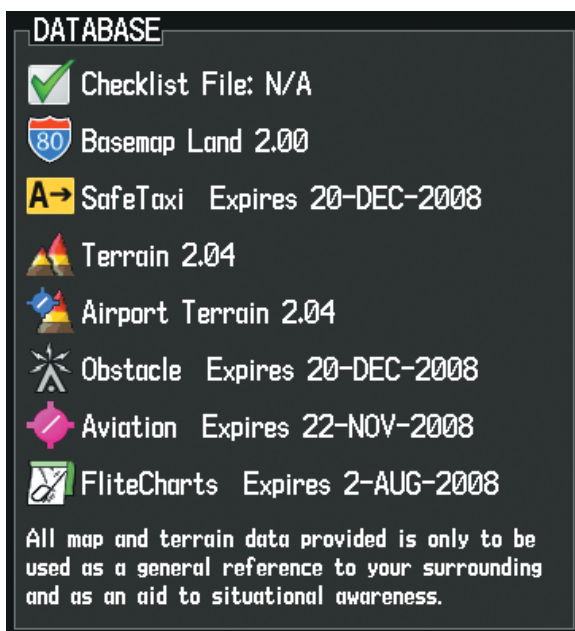 DATABASE
Checklist File: N/A
80 Basemap Land 2.00
A→ SafeTaxi Expires 20-DEC-2008
Terrain 2.04
Airport Terrain 2.04
Obstacle Expires 20-DEC-2008
Aviation Expires 22-NOV-2008
FliteCharts Expires 2-AUG-2008
All map and terrain data provided is only to be
used as a general reference to your surrounding
and as an aid to situational awareness.